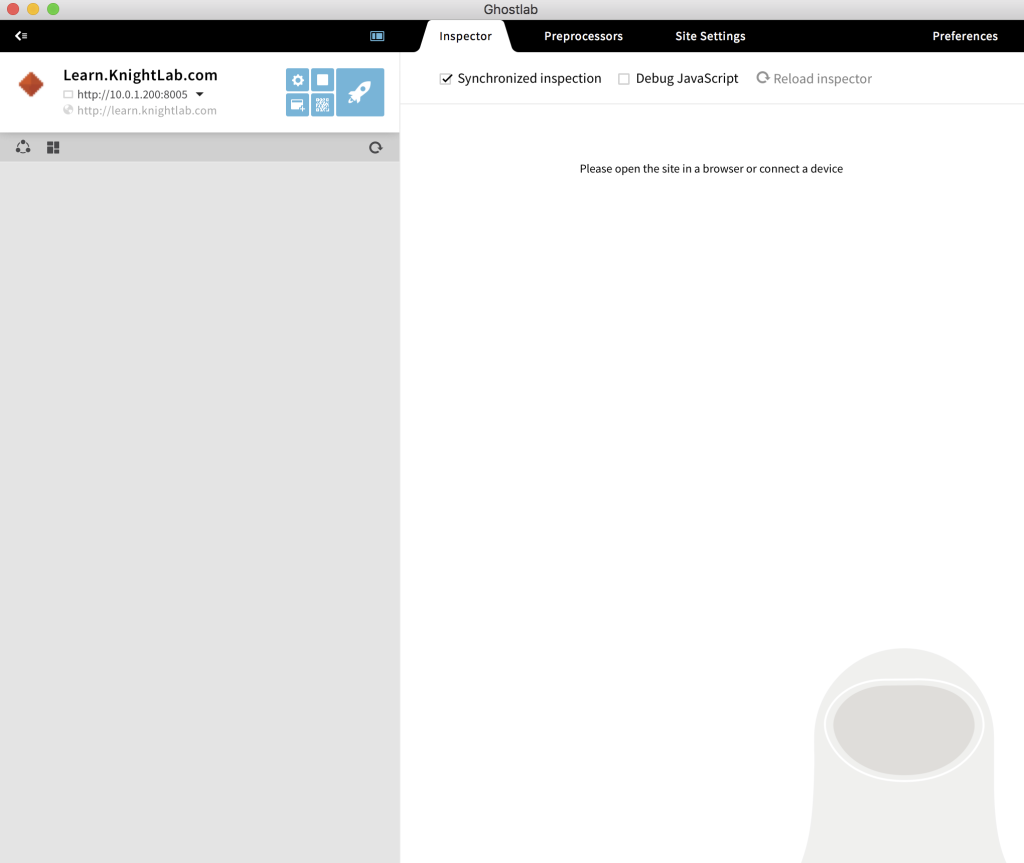 Ghostlab
Inspector
Preprocessors
Site Settings
Preferences
Learn.KnightLab.com
http://10.0.1.200:8005
http://learn.knightlab.com
Synchronized inspection
Debug JavaScript
Reload inspector
Please open the site in a browser or connect a device